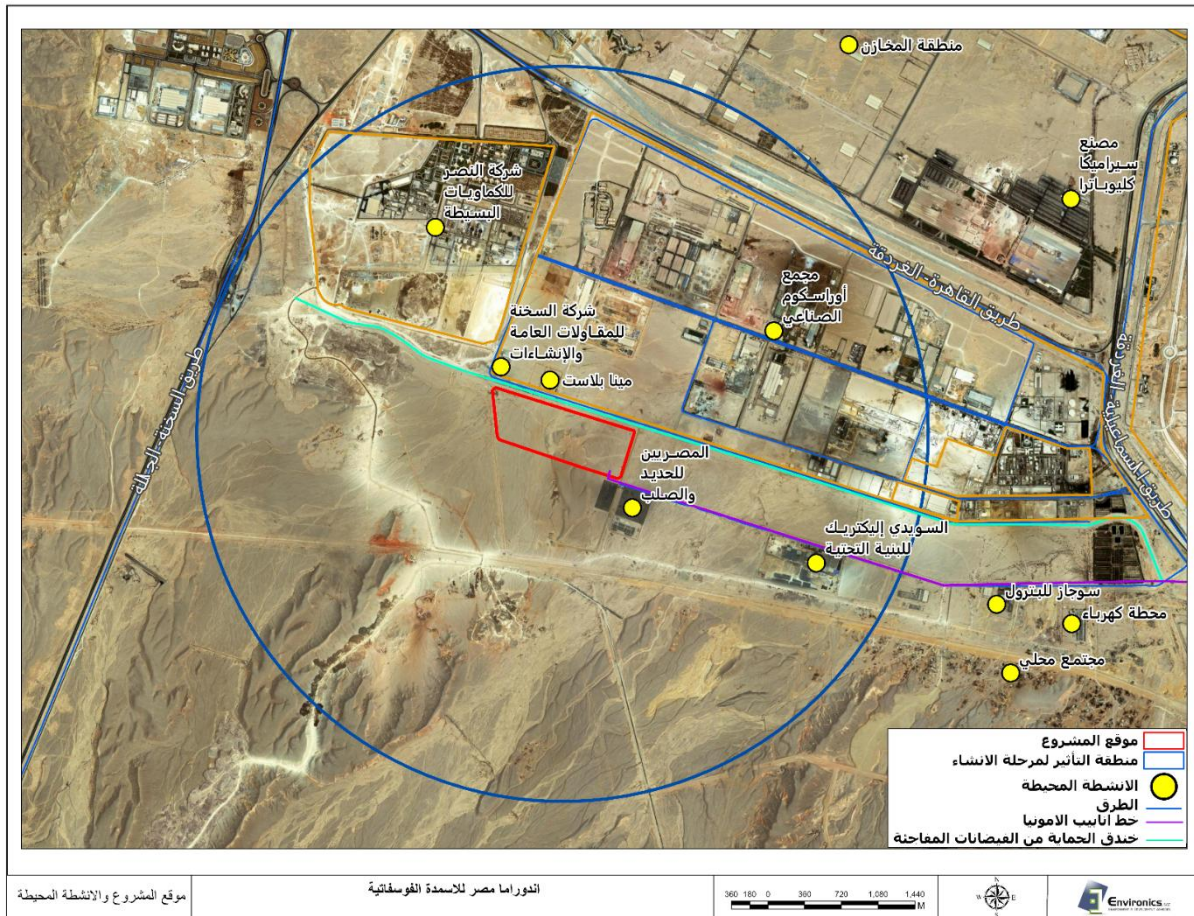 منطقة المخازن
مصنع
سيراميكا
كليوباترا
شركة النصر
للكماويات
البسيطة
طريق القاهرة-الغردقة
مجمع
أوراسكوم
الصناعي
شركة السخنة
للمقاولات العامة
والإنشاءات
مينا بلاست
طريق السخنة-الجلالة
طريق الاسماعيلية-الغردقة
المصريين
للحديد
والصلب
السويدي إليكتريك
للبنية التحتية
سوجاز للبترول
محطة كهرباء
مجتمع محلي
موقع المشروع
منطقة التأثير لمرحلة الانشاء
الانشطة المحيطة
الطرق
خط انابيب الامونيا
خندق الحماية من الفيضانات المفاجئة
موقع المشروع والانشطة المحيطة
اندوراما مصر للاسمدة الفوسفاتية
360 180 0 360 720 1,080 1,440
M
N
W E
S
Environics